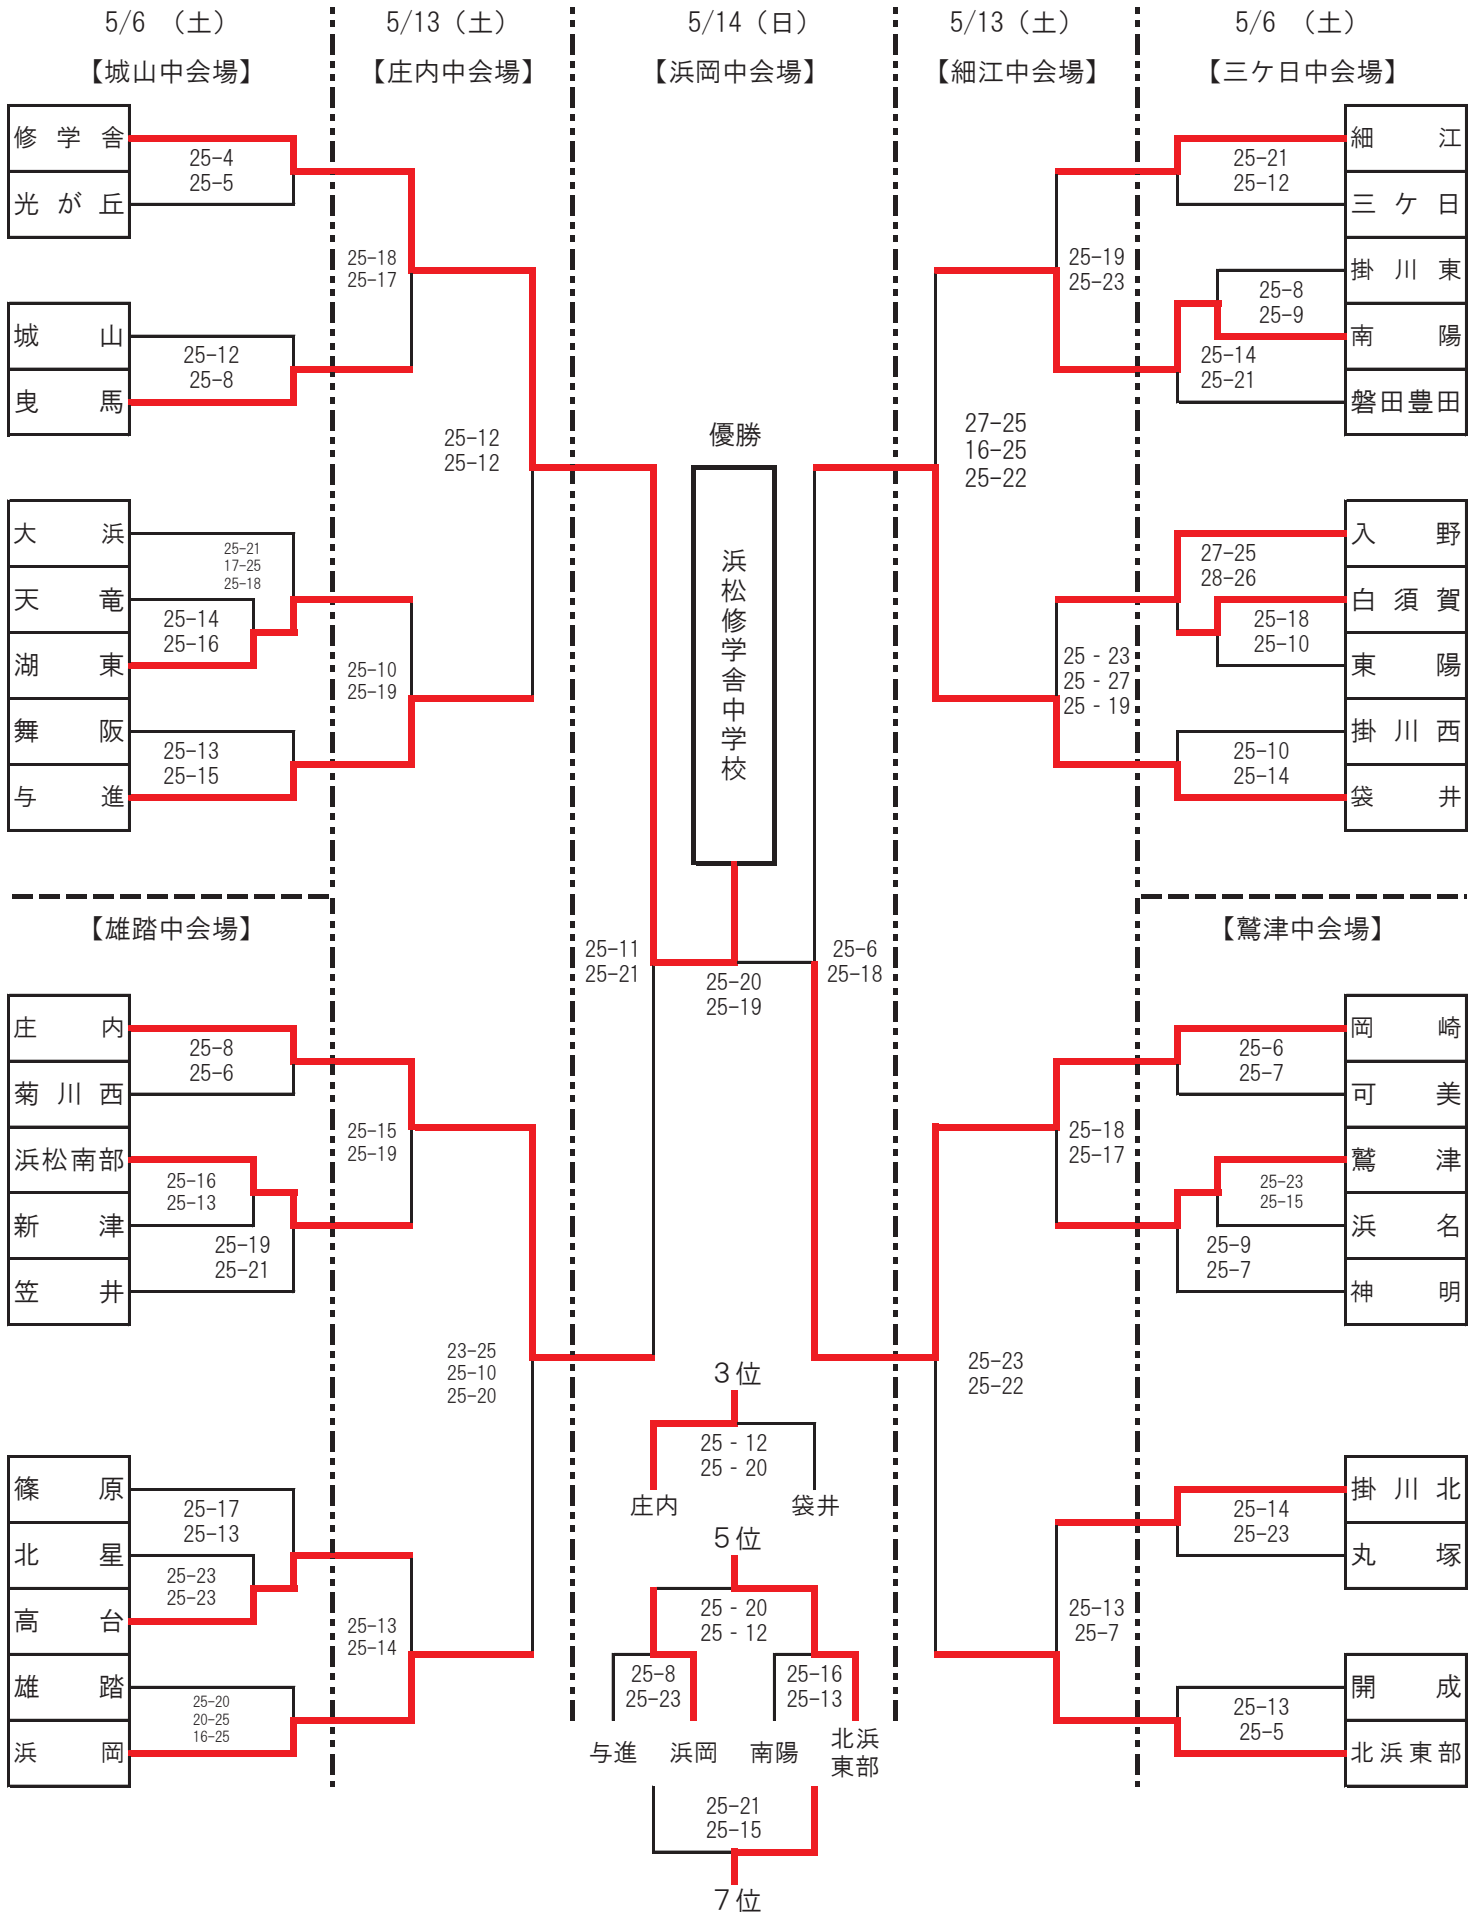 5/6 （土）
5/13（土）
5/14（日）
5/13（土）
5/6 （土）
【城山中会場】
【庄内中会場】
【浜岡中会場】
【細江中会場】
【三ケ日中会場】
修学舎
25-4
25-5
光が丘
25-18
25-17
城山
25-12
25-8
曳馬
25-12
25-12
大浜
25-21
17-25
25-18
天竜
25-14
25-16
湖東
25-10
25-19
舞阪
25-13
25-15
与進
【雄踏中会場】
庄内
25-8
25-6
菊川西
25-15
25-19
浜松南部
25-16
25-13
新津
25-19
25-21
笠井
23-25
25-10
25-20
篠原
25-17
25-13
北星
25-23
25-23
高台
25-13
25-14
雄踏
25-20
20-25
16-25
浜岡
優勝
浜松修学舎中学校
25-11
25-21
25-20
25-19
25-6
25-18
3位
25 - 12
25 - 20
庄内
袋井
5位
25 - 20
25 - 12
25-8
25-23
25-16
25-13
与進
浜岡
南陽
北浜
東部
25-21
25-15
7位
細江
25-21
25-12
三ケ日
25-19
25-23
掛川東
25-8
25-9
南陽
25-14
25-21
磐田豊田
27-25
16-25
25-22
入野
27-25
28-26
白須賀
25-18
25-10
東陽
25 - 23
25 - 27
25 - 19
掛川西
25-10
25-14
袋井
【鷲津中会場】
岡崎
25-6
25-7
可美
25-18
25-17
鷲津
25-23
25-15
浜名
25-9
25-7
神明
25-23
25-22
掛川北
25-14
25-23
丸塚
25-13
25-7
開成
25-13
25-5
北浜東部